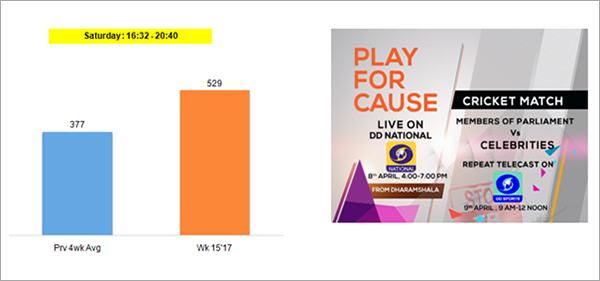 Saturday : 16:32 - 20:40
529
377
Prv 4wk Avg
Wk 15'17
PLAY
FOR
CAUSE
LIVE ON
DD NATIONAL
NATIONAL
8th APRIL, 4:00-7:00 PM
FROM DHARAMSHALA
CRICKET MATCH
MEMBERS OF PARLIAMENT
Vs
CELEBRITIES
REPEAT TELECAST ON
DD SPORTS
9th APRIL , 9 AM-12 NOON